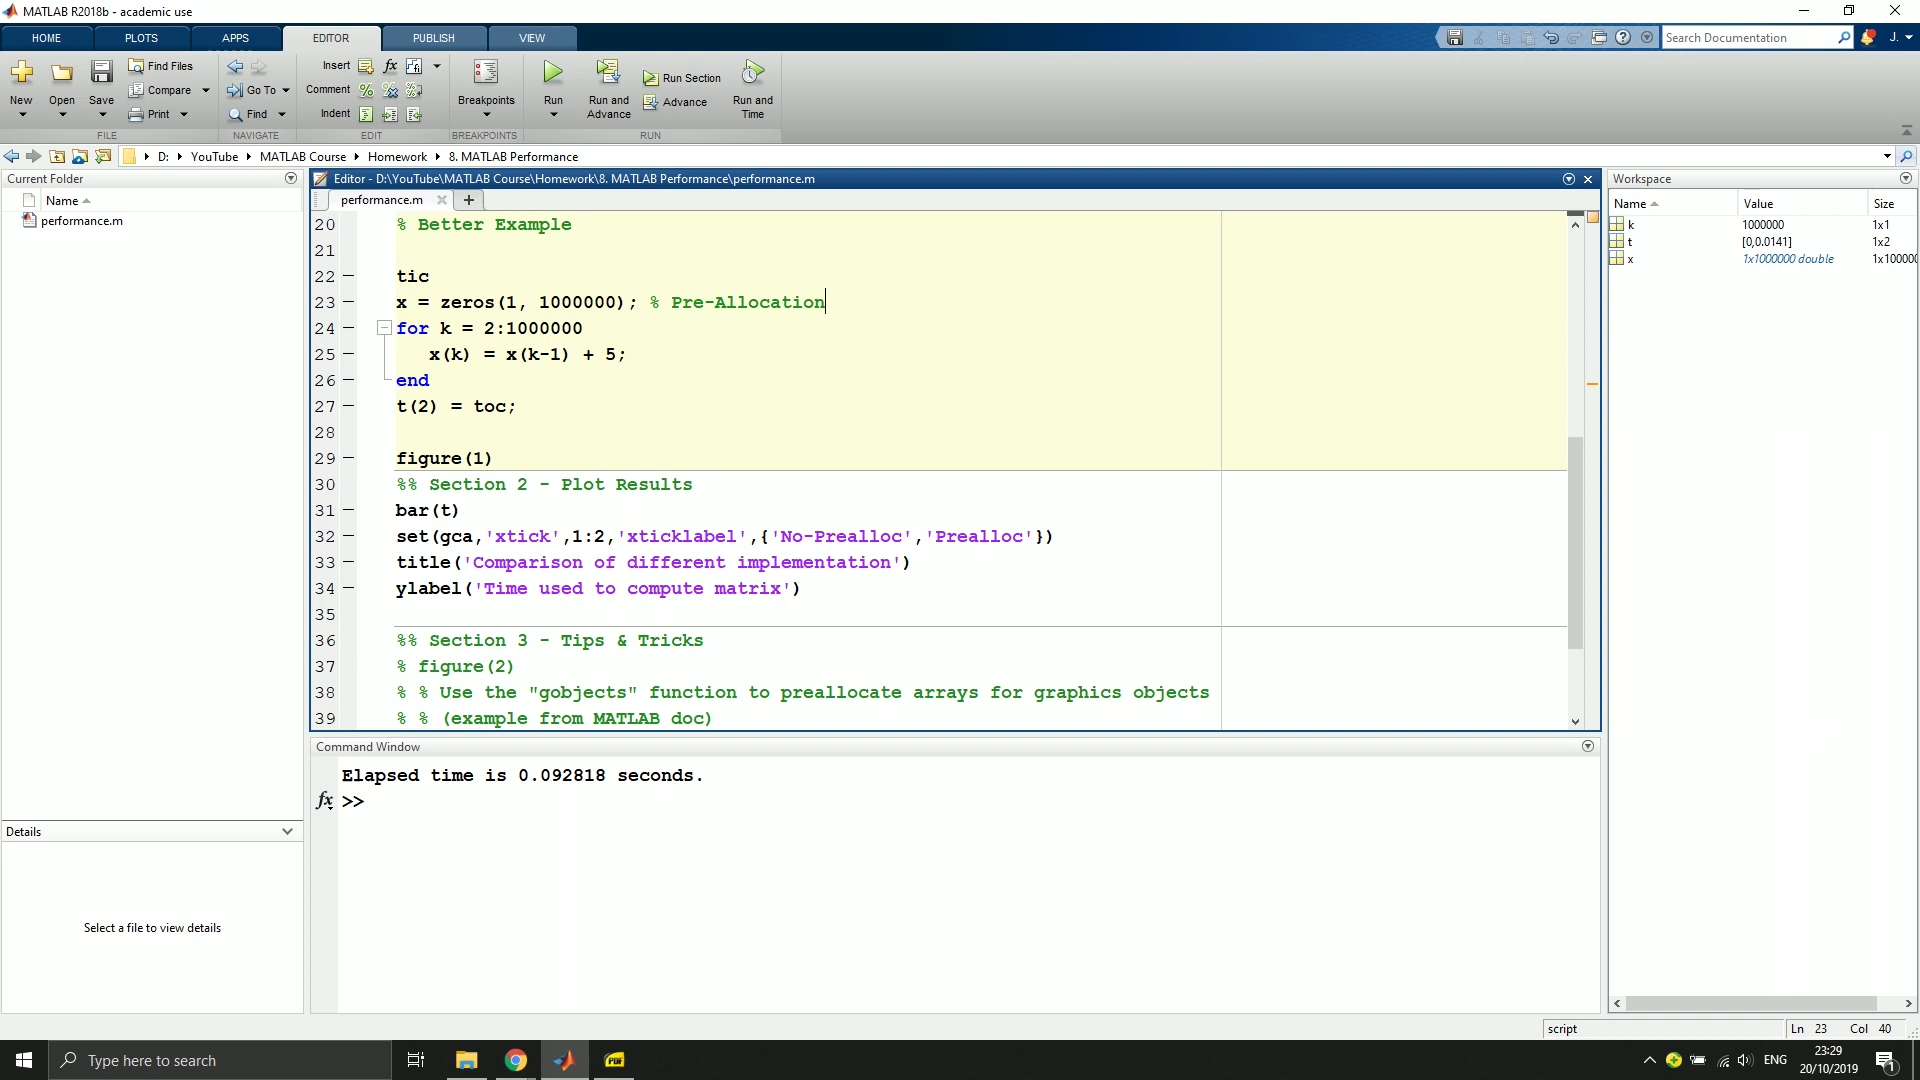 MATLAB R2018b - academic use
HOME PLOTS APPS EDITOR PUBLISH VIEW
Search Documentation
J.
New Open Save
Find Files
Compare
Print
Go To
Find
Insert
Comment
Indent
Breakpoints
Run
Run and Advance
Run Section
Advance
Run and Time
FILE NAVIGATE EDIT BREAKPOINTS RUN
D: YouTube MATLAB Course Homework 8. MATLAB Performance
Current Folder
Name
performance.m
Details
Select a file to view details
Editor - D:\YouTube\MATLAB Course\Homework\8. MATLAB Performance\performance.m
performance.m
20 % Better Example
21
22 tic
23 x = zeros(1, 1000000); % Pre-Allocation
24 for k = 2:1000000
25 x(k) = x(k-1) + 5;
26 end
27 t(2) = toc;
28
29 figure(1)
30 %% Section 2 - Plot Results
31 bar(t)
32 set(gca,'xtick',1:2,'xticklabel',{'No-Prealloc','Prealloc'})
33 title('Comparison of different implementation')
34 ylabel('Time used to compute matrix')
35
36 %% Section 3 - Tips & Tricks
37 % figure(2)
38 % % Use the "gobjects" function to preallocate arrays for graphics objects
39 % % (example from MATLAB doc)
Command Window
Elapsed time is 0.092818 seconds.
fx >>
Workspace
Name Value Size
k 1000000 1x1
t [0,0.0141] 1x2
x 1x1000000 double 1x100000
script
Ln 23 Col 40
Type here to search
PDF
ENG
23:29
20/10/2019
1